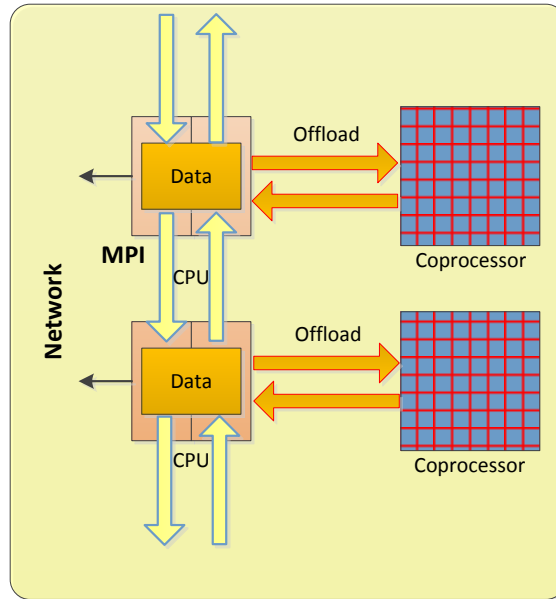 Offload
Data
Coprocessor
MPI
CPU
Network
Offload
Data
CPU
Coprocessor